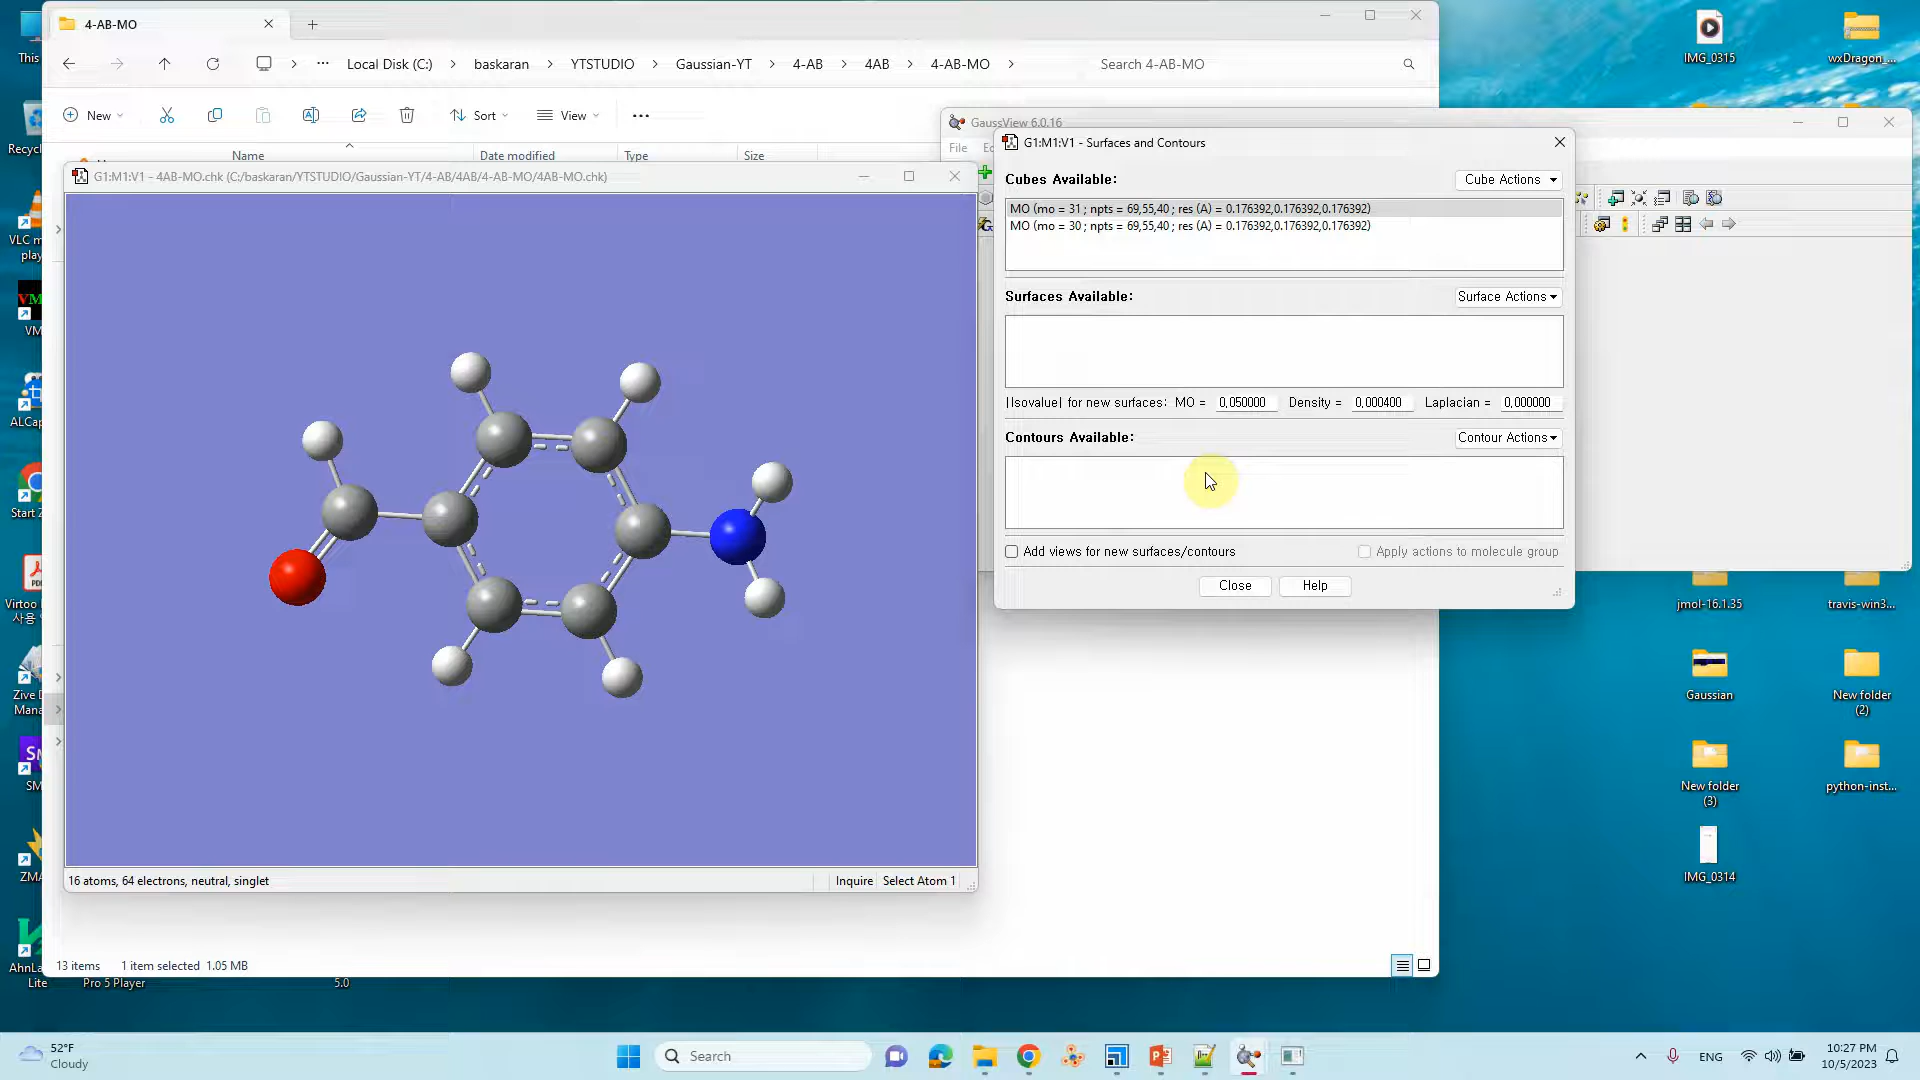 4-AB-MO
Local Disk (C:)
baskaran
YTSTUDIO
Gaussian-YT
4-AB
4AB
4-AB-MO
Search 4-AB-MO
New
Sort
View
Name
Date modified
Type
Size
G1:M1:V1 - 4AB-MO.chk (C:/baskaran/YTSTUDIO/Gaussian-YT/4-AB/4AB/4-AB-MO/4AB-MO.chk)
16 atoms, 64 electrons, neutral, singlet
Inquire
Select Atom 1
13 items
1 item selected
1.05 MB
GaussView 6.0.16
File
G1:M1:V1 - Surfaces and Contours
Cubes Available:
Cube Actions
MO (mo = 31 ; npts = 69,55,40 ; res (A) = 0.176392,0.176392,0.176392)
MO (mo = 30 ; npts = 69,55,40 ; res (A) = 0.176392,0.176392,0.176392)
Surfaces Available:
Surface Actions
|Isovalue| for new surfaces: MO = 0,050000 Density = 0,000400 Laplacian = 0,000000
Contours Available:
Contour Actions
Add views for new surfaces/contours
Apply actions to molecule group
Close
Help
This
Recyc
VLC m
play
VM
VM
ALCap
Start Z
Virtoo
사용
Zive D
Mana
SM
SM
ZMA
AhnLa
Lite
Pro 5 Player
5.0
IMG_0315
wxDragon_...
jmol-16.1.35
travis-win3...
Gaussian
New folder
(2)
New folder
(3)
python-inst...
IMG_0314
52°F
Cloudy
Search
ENG
10:27 PM
10/5/2023